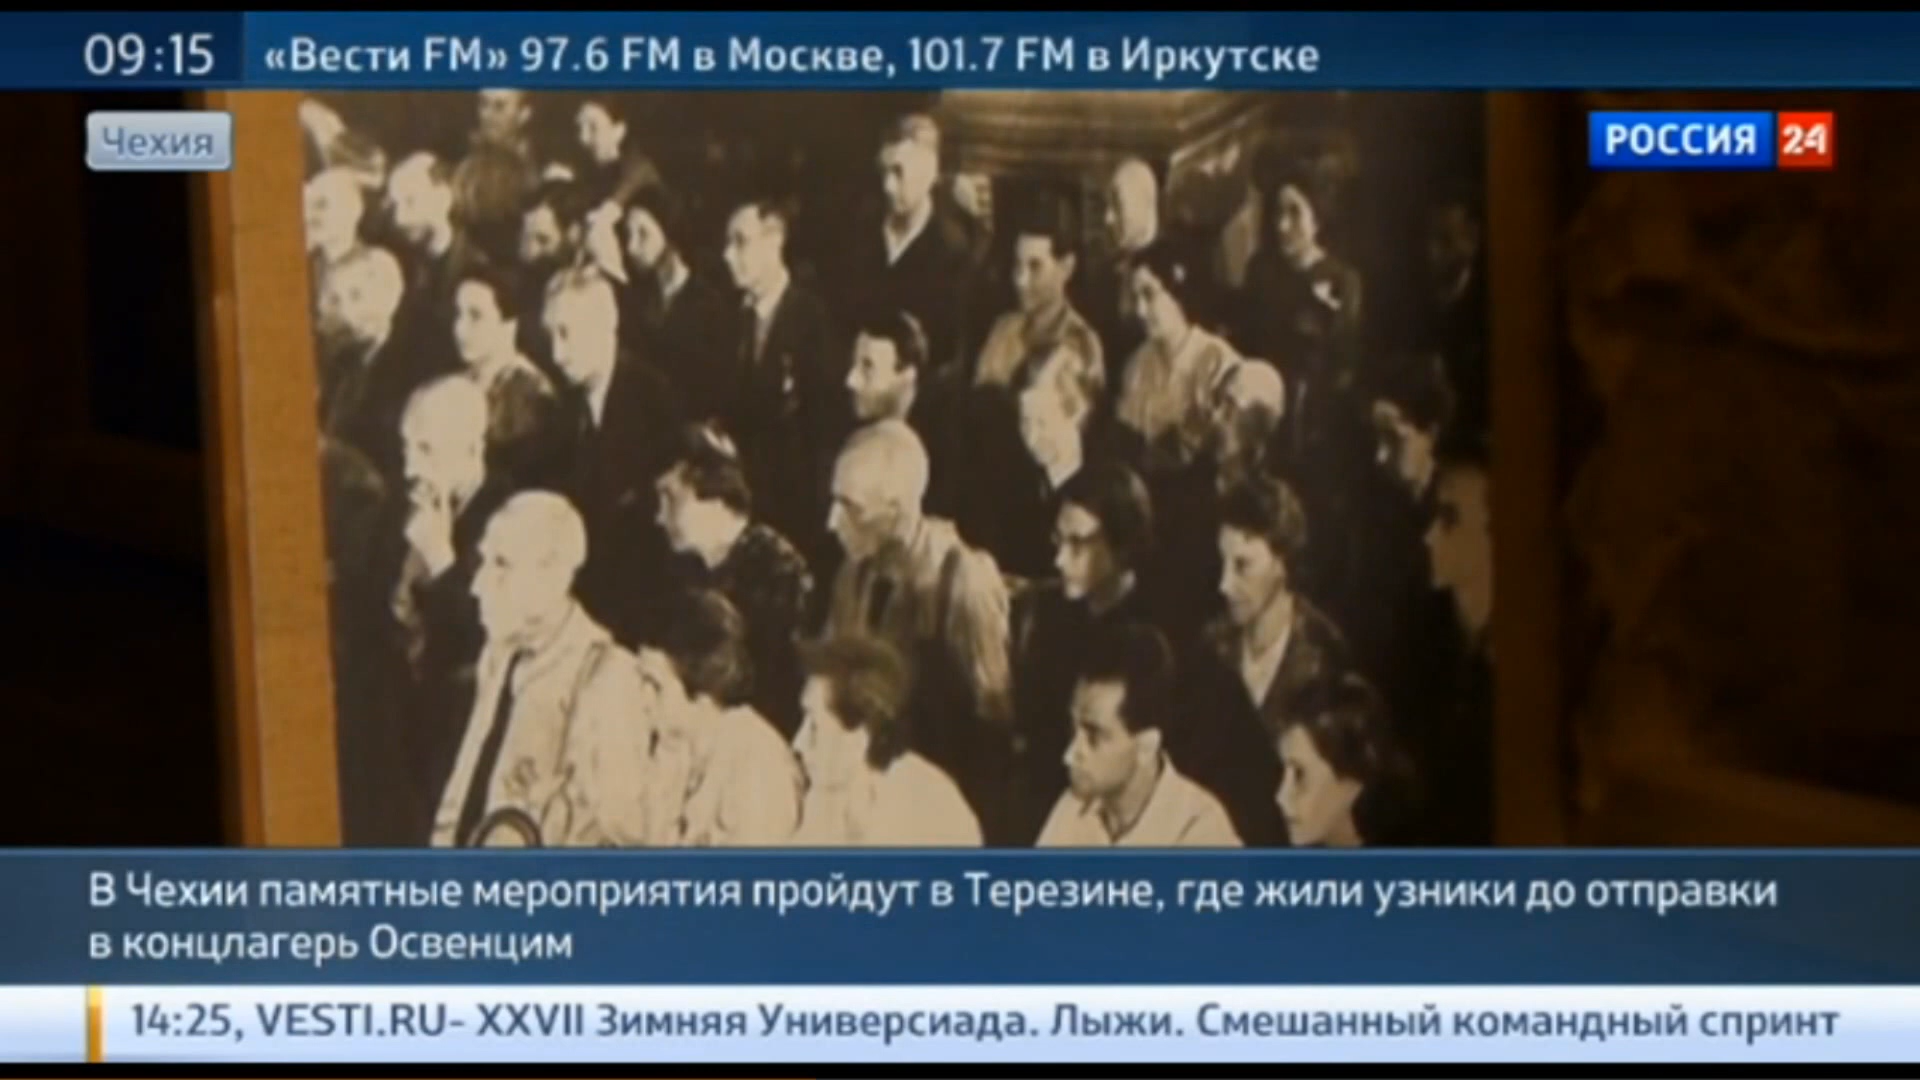 09:15 «Вести FM» 97.6 FM в Москве, 101.7 FM в Иркутске
Чехия
РОССИЯ 24
В Чехии памятные мероприятия пройдут в Терезине, где жили узники до отправки
в концлагерь Освенцим
14:25, VESTI.RU- XXVII Зимняя Универсиада. Лыжи. Смешанный командный спринт